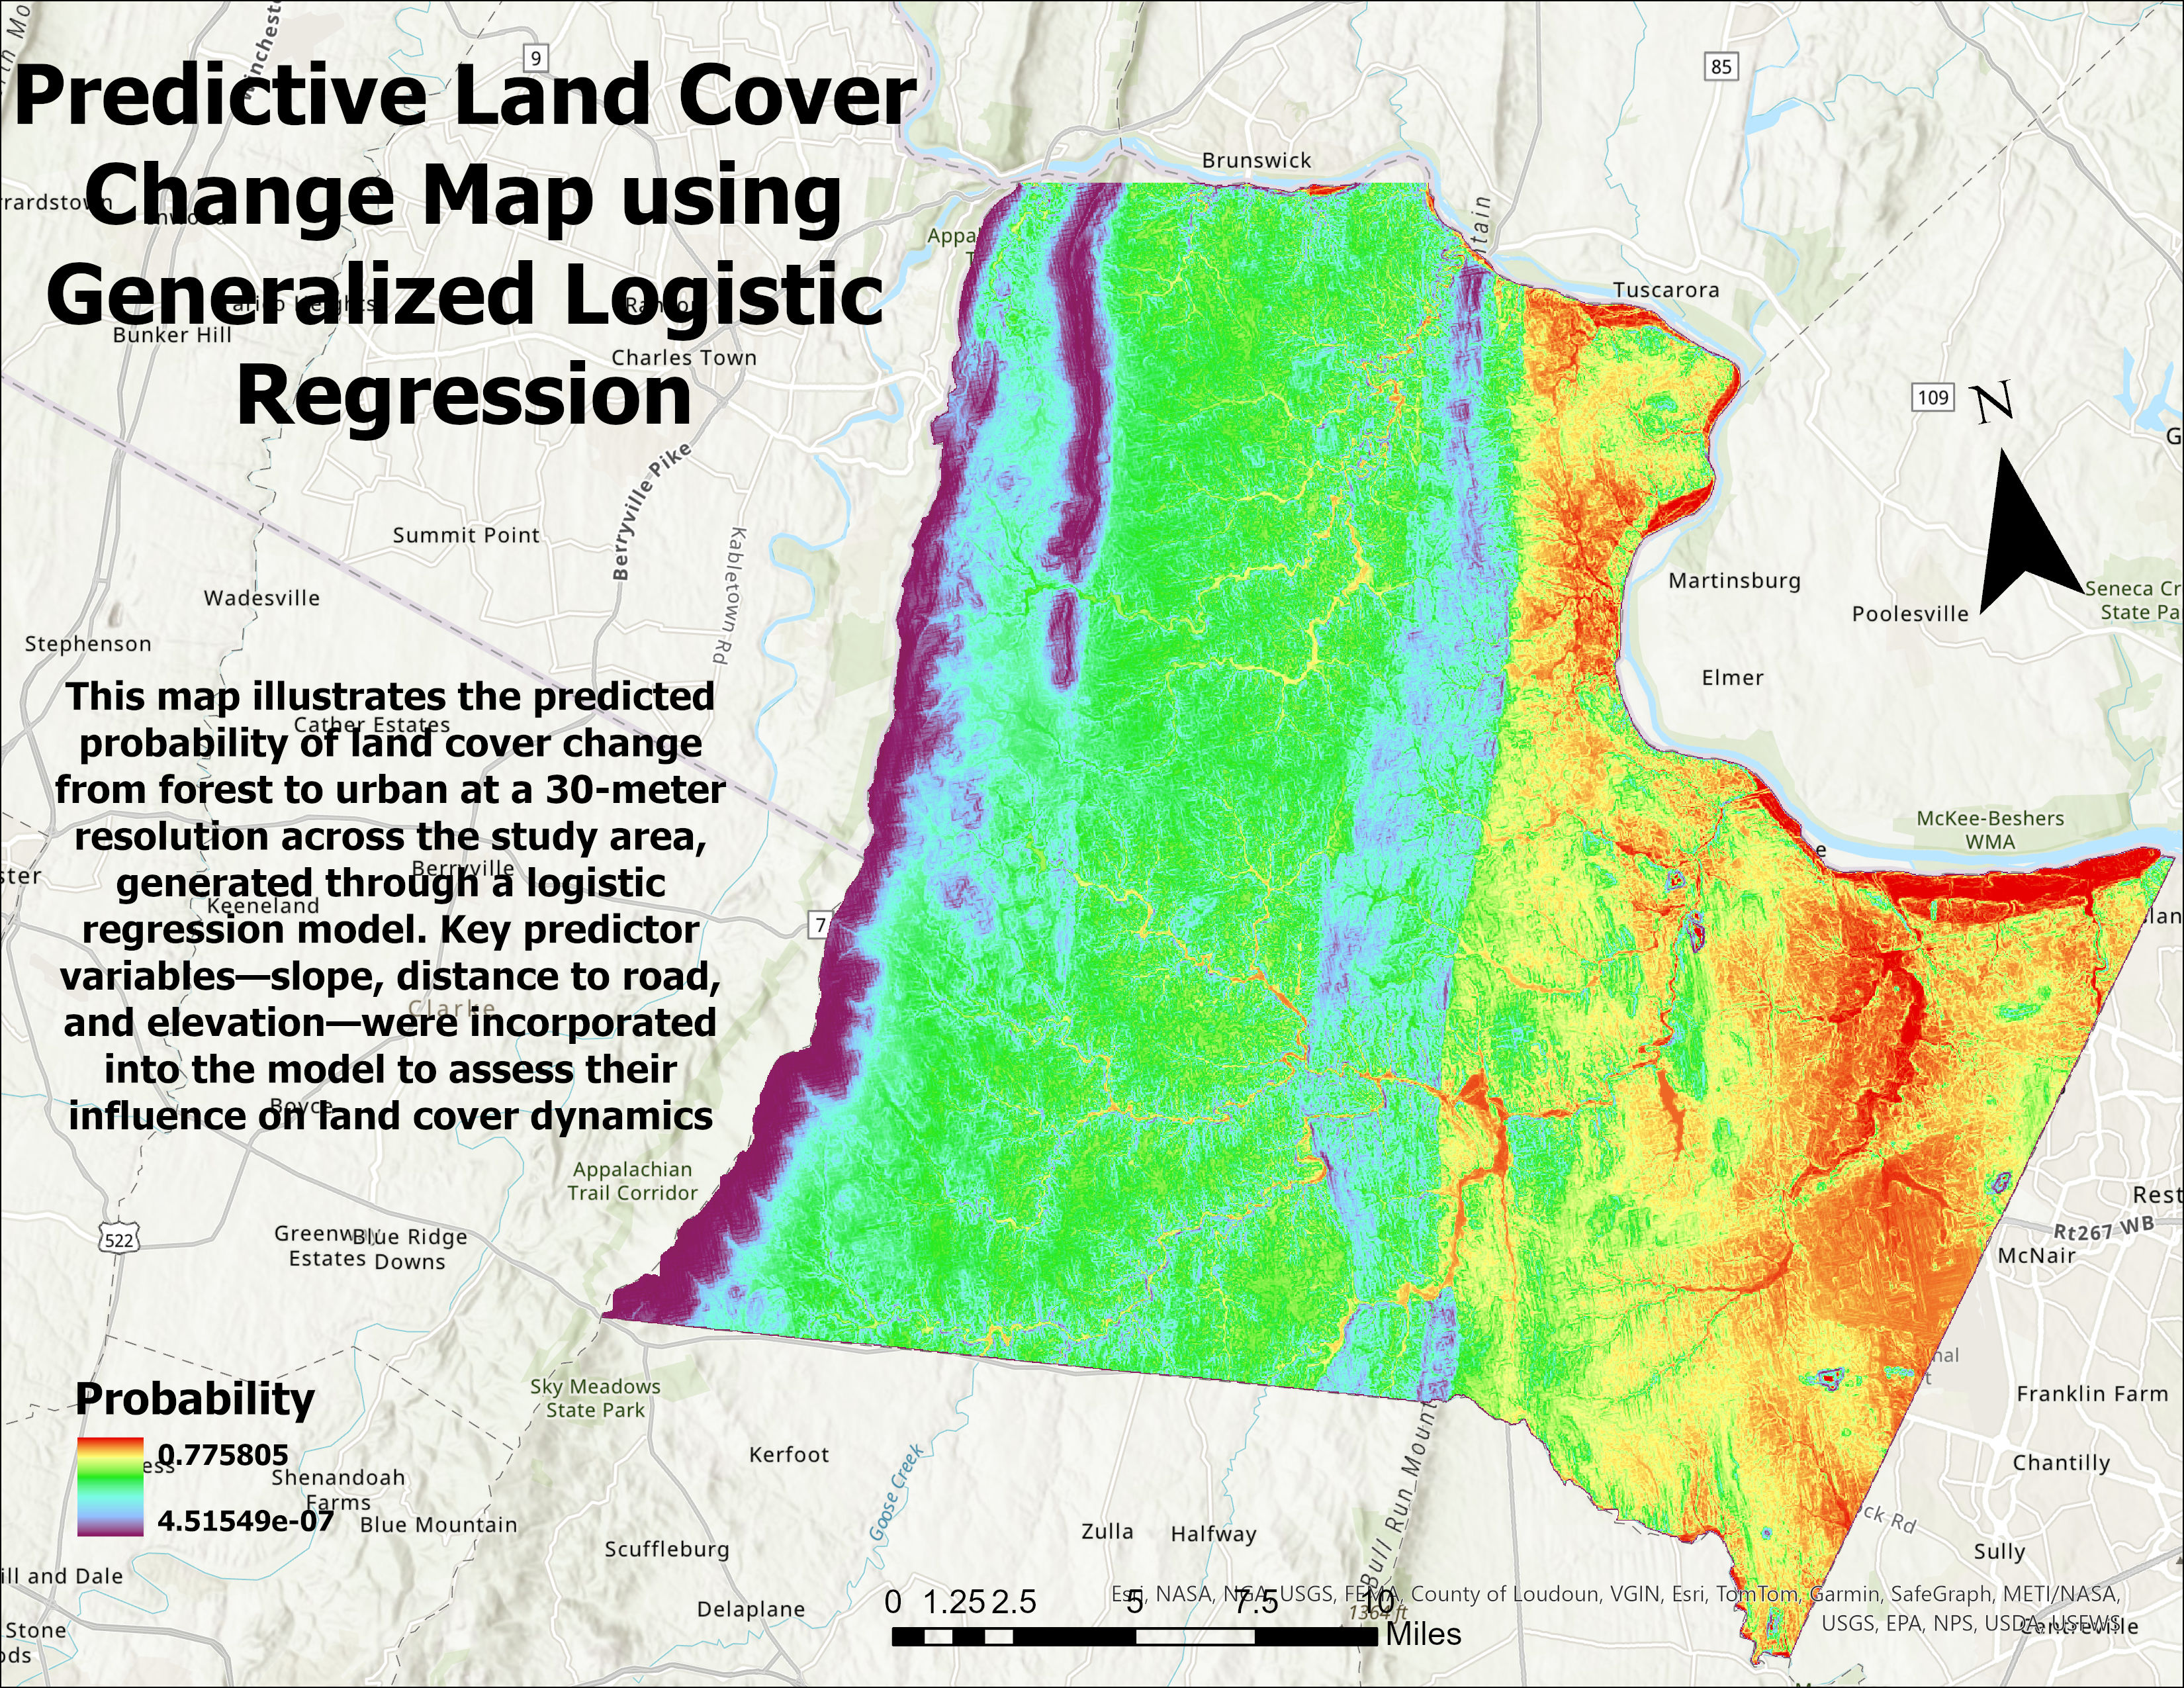 Predictive Land Cover
Change Map using
Generalized Logistic
Regression
This map illustrates the predicted
probability of land cover change
from forest to urban at a 30-meter
resolution across the study area,
generated through a logistic
regression model. Key predictor
variables—slope, distance to road,
and elevation—were incorporated
into the model to assess their
influence on land cover dynamics
Probability
0.775805
4.51549e-07
N
0 1.25 2.5 5 7.5 10
Miles
Esri, NASA, NGA, USGS, FEMA, County of Loudoun, VGIN, Esri, TomTom, Garmin, SafeGraph, METI/NASA,
USGS, EPA, NPS, USDA, USFWS
9
85
Brunswick
Tuscarora
109
Bunker Hill
Charles Town
Berryville Pike
Kabletown Rd
Summit Point
Wadesville
Stephenson
Martinsburg
Poolesville
Elmer
Seneca Cr
State Pa
McKee-Beshers
WMA
Cather Estates
Berryville
Keeneland
Clarke
Boyce
7
522
Appalachian
Trail Corridor
Estates
Blue Ridge
Downs
Sky Meadows
State Park
Kerfoot
Goose Creek
Shenandoah
Farms
Blue Mountain
Scuffleburg
Delaplane
Zulla
Halfway
Bull Run Mount
1364 ft
Rest
Rt267 WB
McNair
Franklin Farm
Chantilly
ck Rd
Sully
Centreville
ill and Dale
Stone
ods